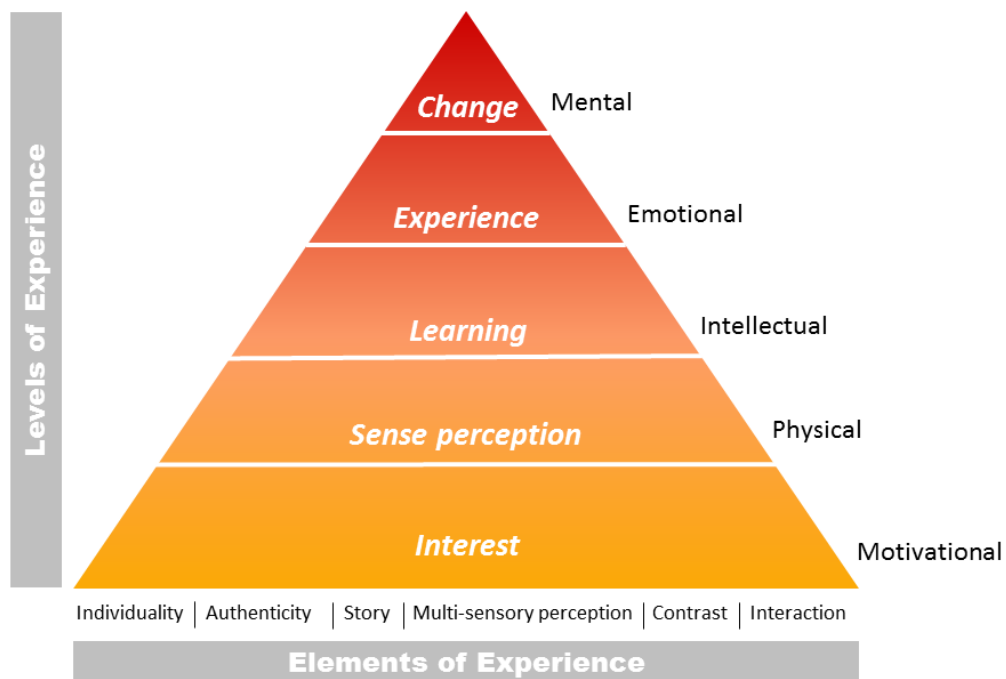 Levels of Experience
Change Mental
Experience Emotional
Learning Intellectual
Sense perception Physical
Interest Motivational
Individuality | Authenticity | Story | Multi-sensory perception | Contrast | Interaction
Elements of Experience